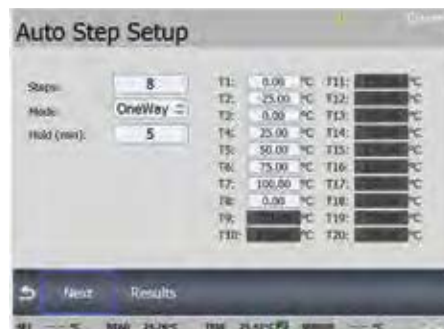 Auto Step Setup
Steps: 8
Mode: OneWay
Hold (min): 5
T1: 0.00 °C T11: °C
T2: -25.00 °C T12: °C
T3: 0.00 °C T13: °C
T4: 25.00 °C T14: °C
T5: 50.00 °C T15: °C
T6: 75.00 °C T16: °C
T7: 100.00 °C T17: °C
T8: 0.00 °C T18: °C
T9: °C T19: °C
T10: °C T20: °C
Next Results